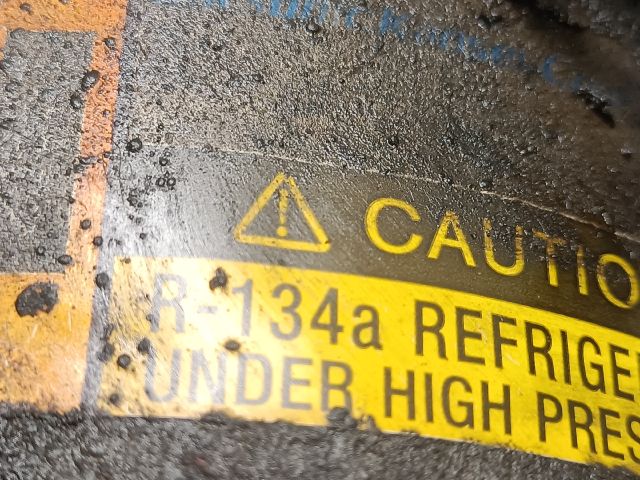 CAUTIO
R-134a REFRIGE
UNDER HIGH PRES